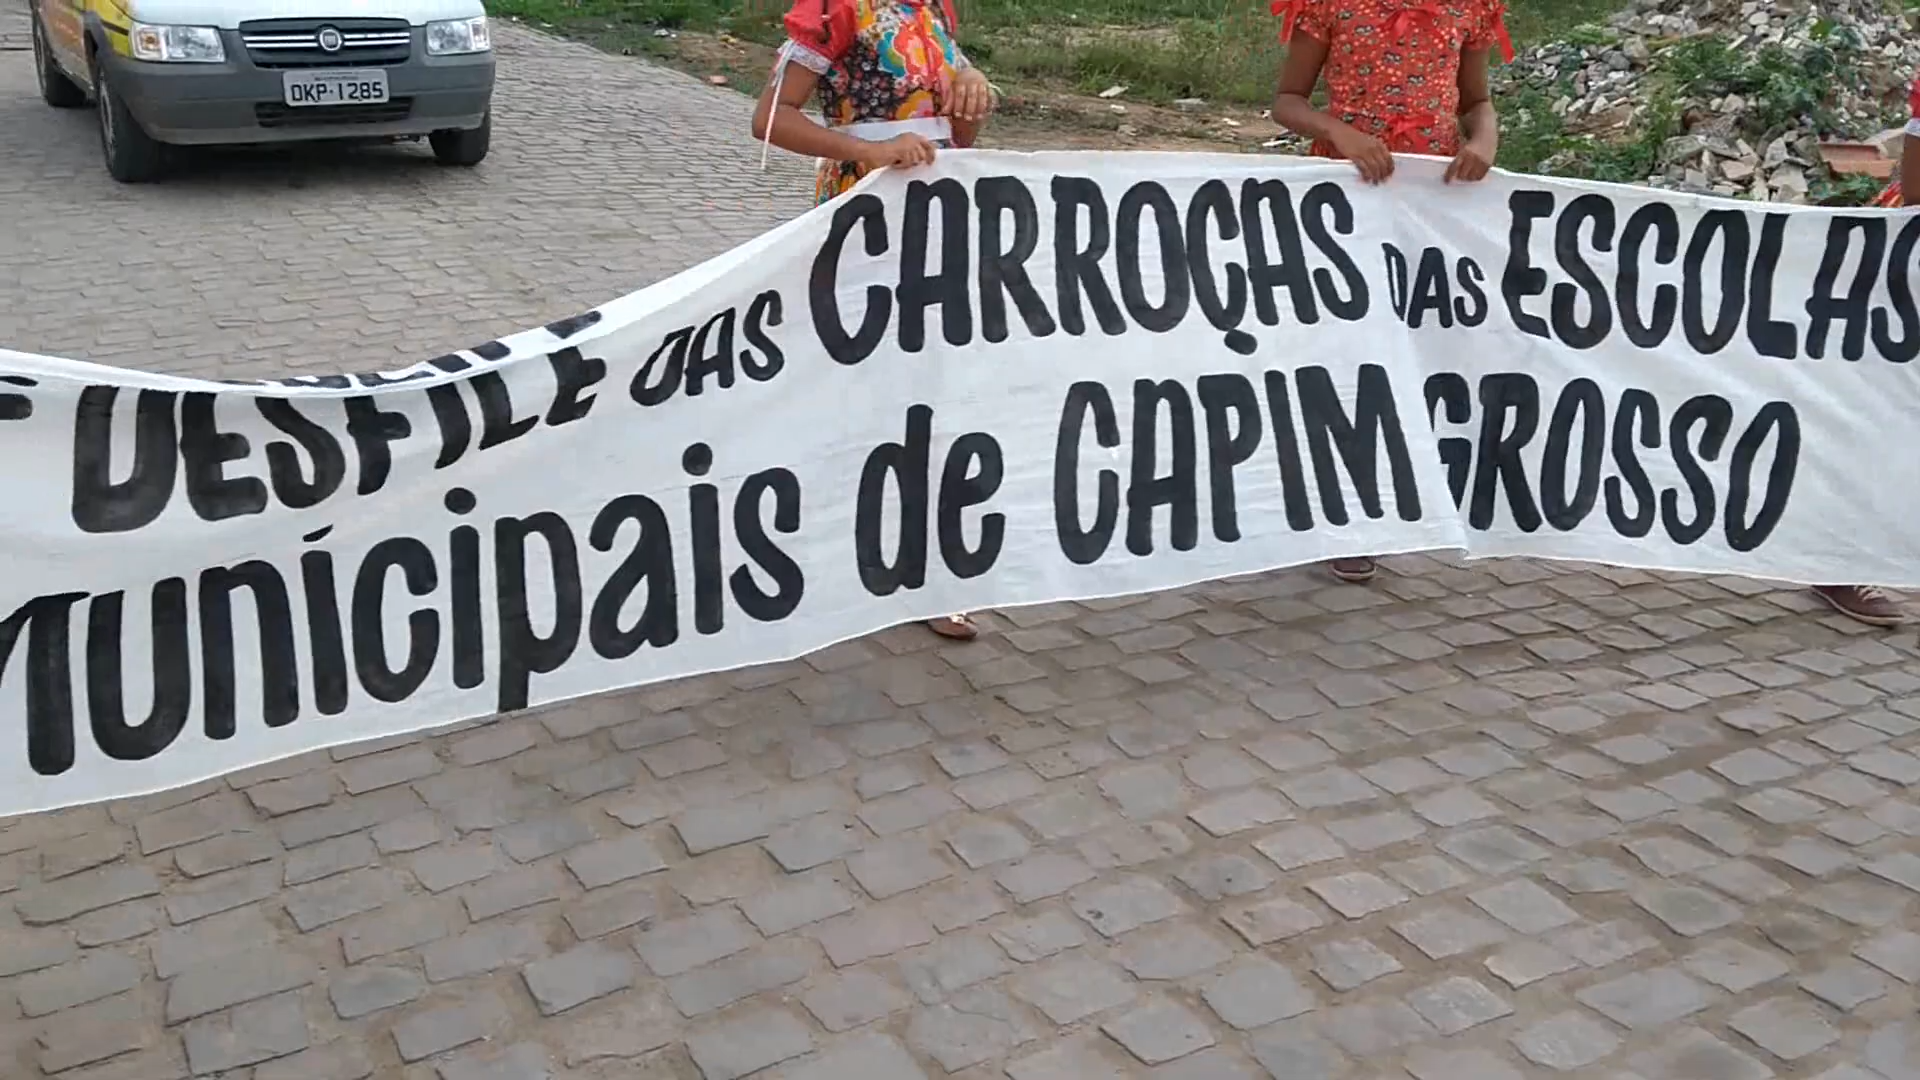 DKP·1285
DESFILE DAS CARROÇAS DAS ESCOLAS
Municipais de CAPIM GROSSO